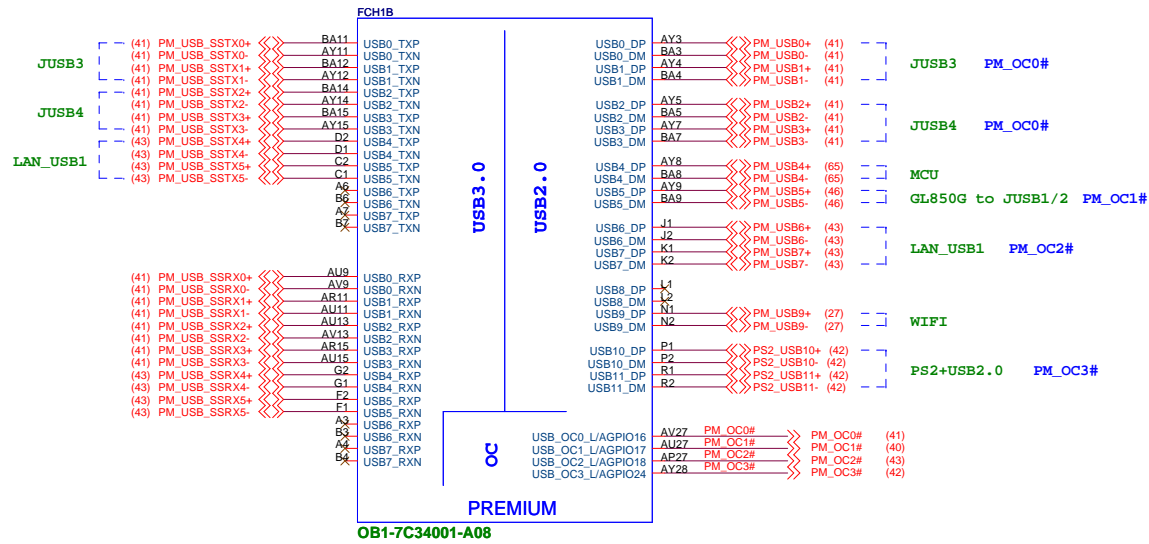 FCH1B
(41) PM_USB_SSTX0+ BA11 USB0_TXP USB0_DP AY3 PM_USB0+ (41)
(41) PM_USB_SSTX0- AY11 USB0_TXN USB0_DM BA3 PM_USB0- (41)
JUSB3 JUSB3 PM_OC0#
(41) PM_USB_SSTX1+ BA12 USB1_TXP USB1_DP AY4 PM_USB1+ (41)
(41) PM_USB_SSTX1- AY12 USB1_TXN USB1_DM BA4 PM_USB1- (41)
(41) PM_USB_SSTX2+ BA14 USB2_TXP
(41) PM_USB_SSTX2- AY14 USB2_TXN USB2_DP AY5 PM_USB2+ (41)
JUSB4
(41) PM_USB_SSTX3+ BA15 USB3_TXP USB2_DM BA5 PM_USB2- (41)
(41) PM_USB_SSTX3- AY15 USB3_TXN USB3_DP AY7 PM_USB3+ (41)
JUSB4 PM_OC0#
(43) PM_USB_SSTX4+ D2 USB4_TXP USB3_DM BA7 PM_USB3- (41)
(43) PM_USB_SSTX4- D1 USB4_TXN
LAN_USB1
(43) PM_USB_SSTX5+ C2 USB5_TXP USB4_DP AY8 PM_USB4+ (65)
(43) PM_USB_SSTX5- C1 USB5_TXN USB4_DM BA8 PM_USB4- (65)
MCU
A6 USB6_TXP USB5_DP AY9 PM_USB5+ (46)
B6 USB6_TXN USB5_DM BA9 PM_USB5- (46)
GL850G to JUSB1/2 PM_OC1#
A7 USB7_TXP
B7 USB7_TXN USB6_DP J1 PM_USB6+ (43)
USB3.0
USB2.0
USB6_DM J2 PM_USB6- (43)
LAN_USB1 PM_OC2#
USB7_DP K1 PM_USB7+ (43)
USB7_DM K2 PM_USB7- (43)
(41) PM_USB_SSRX0+ AU9 USB0_RXP
(41) PM_USB_SSRX0- AV9 USB0_RXN USB8_DP L1
(41) PM_USB_SSRX1+ AR11 USB1_RXP USB8_DM L2
(41) PM_USB_SSRX1- AU11 USB1_RXN USB9_DP N1 PM_USB9+ (27)
(41) PM_USB_SSRX2+ AU13 USB2_RXP USB9_DM N2 PM_USB9- (27)
WIFI
(41) PM_USB_SSRX2- AV13 USB2_RXN
(41) PM_USB_SSRX3+ AR15 USB3_RXP USB10_DP P1 PS2_USB10+ (42)
(41) PM_USB_SSRX3- AU15 USB3_RXN USB10_DM P2 PS2_USB10- (42)
(43) PM_USB_SSRX4+ G2 USB4_RXP USB11_DP R1 PS2_USB11+ (42)
PS2+USB2.0 PM_OC3#
(43) PM_USB_SSRX4- G1 USB4_RXN USB11_DM R2 PS2_USB11- (42)
(43) PM_USB_SSRX5+ F2 USB5_RXP
(43) PM_USB_SSRX5- F1 USB5_RXN
A3 USB6_RXP
B3 USB6_RXN USB_OC0_L/AGPIO16 AV27 PM_OC0# PM_OC0# (41)
A4 USB7_RXP USB_OC1_L/AGPIO17 AU27 PM_OC1# PM_OC1# (40)
B4 USB7_RXN USB_OC2_L/AGPIO18 AP27 PM_OC2# PM_OC2# (43)
OC
USB_OC3_L/AGPIO24 AY28 PM_OC3# PM_OC3# (42)
PREMIUM
OB1-7C34001-A08